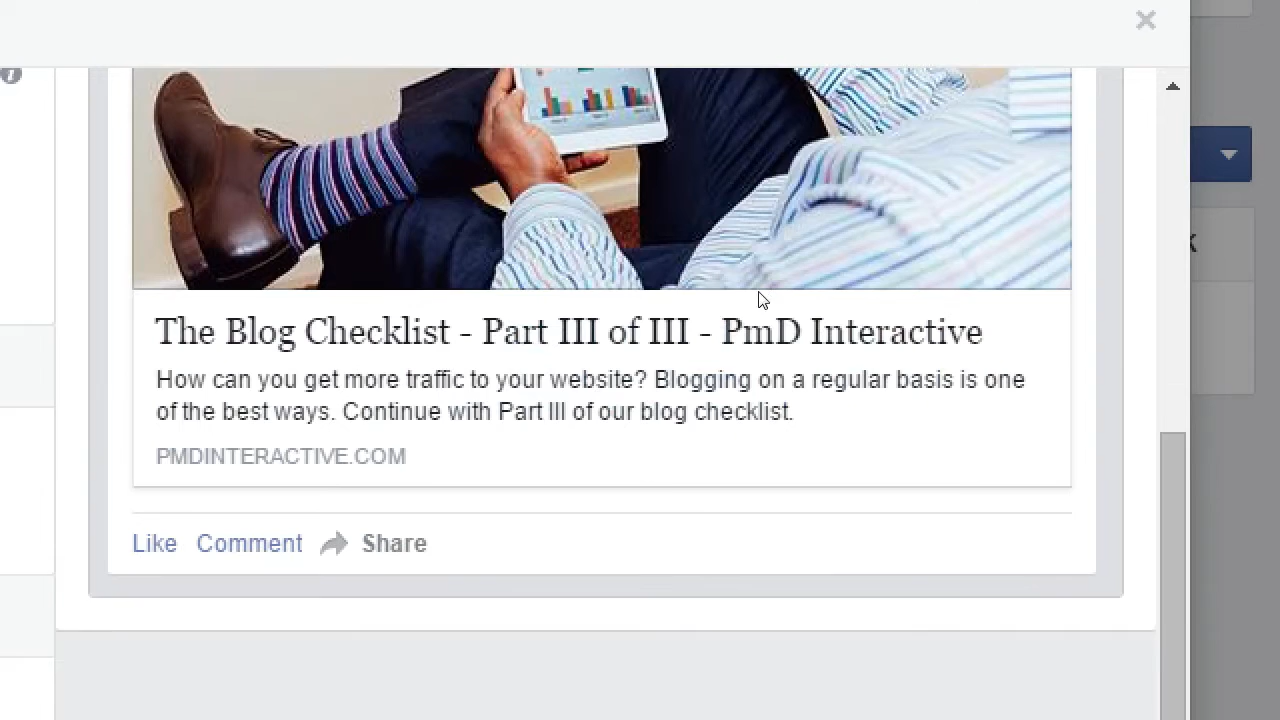 The Blog Checklist - Part III of III - PmD Interactive
How can you get more traffic to your website? Blogging on a regular basis is one
of the best ways. Continue with Part III of our blog checklist.
PMDINTERACTIVE.COM
Like Comment Share